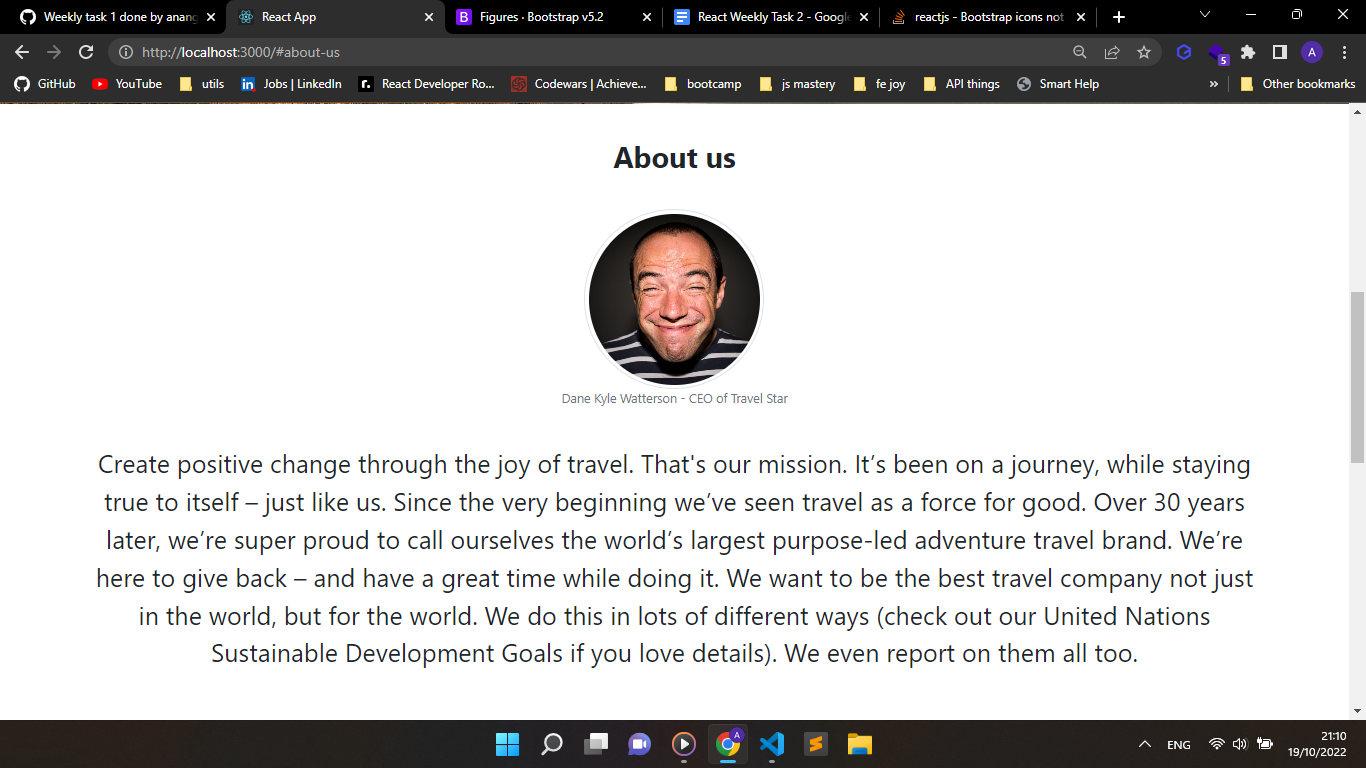 Weekly task 1 done by anang
React App
Figures · Bootstrap v5.2
React Weekly Task 2 - Google
reactjs - Bootstrap icons not
http://localhost:3000/#about-us
A
5
GitHub
YouTube
utils
Jobs | LinkedIn
React Developer Ro...
Codewars | Achieve...
bootcamp
js mastery
fe joy
API things
Smart Help
»
Other bookmarks
About us
Dane Kyle Watterson - CEO of Travel Star
Create positive change through the joy of travel. That's our mission. It’s been on a journey, while staying
true to itself – just like us. Since the very beginning we’ve seen travel as a force for good. Over 30 years
later, we’re super proud to call ourselves the world’s largest purpose-led adventure travel brand. We’re
here to give back – and have a great time while doing it. We want to be the best travel company not just
in the world, but for the world. We do this in lots of different ways (check out our United Nations
Sustainable Development Goals if you love details). We even report on them all too.
A
ENG
21:10
19/10/2022